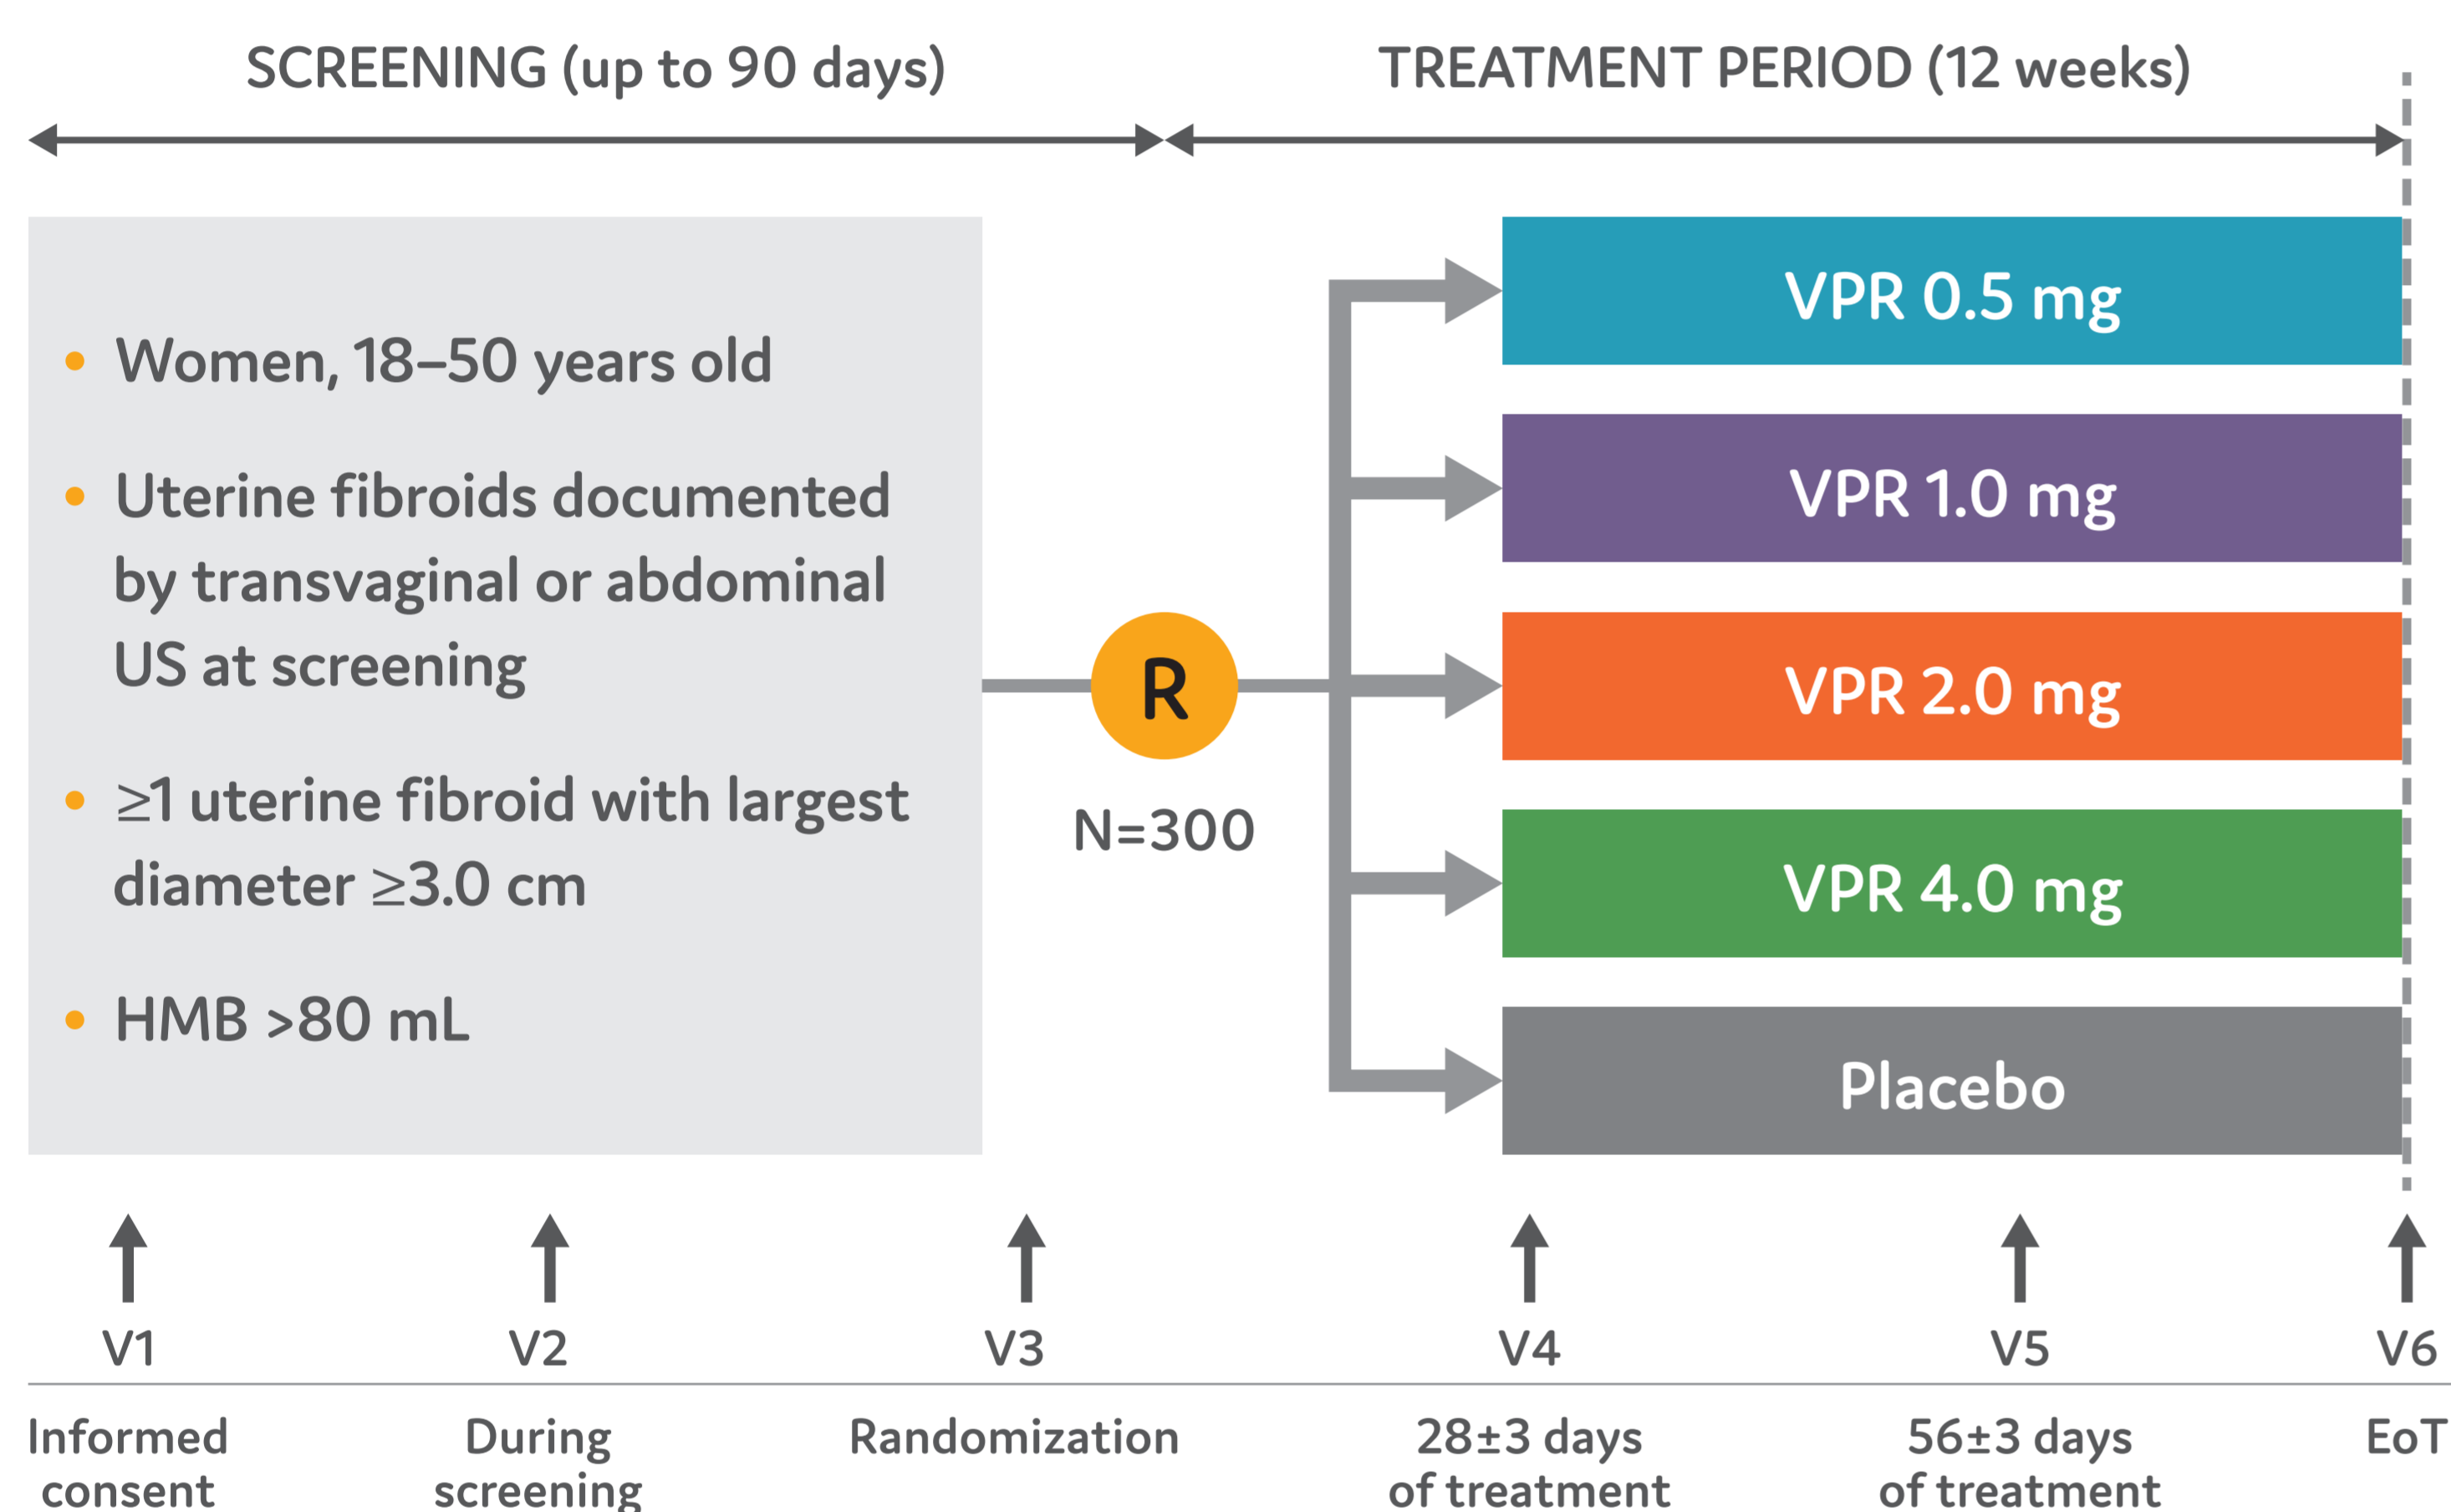 SCREENING (up to 90 days)
TREATMENT PERIOD (12 weeks)
• Women, 18–50 years old
• Uterine fibroids documented
by transvaginal or abdominal
US at screening
• ≥1 uterine fibroid with largest
diameter ≥3.0 cm
• HMB >80 mL
R
N=300
VPR 0.5 mg
VPR 1.0 mg
VPR 2.0 mg
VPR 4.0 mg
Placebo
V1
V2
V3
V4
V5
V6
Informed
consent
During
screening
Randomization
28±3 days
of treatment
56±3 days
of treatment
EoT